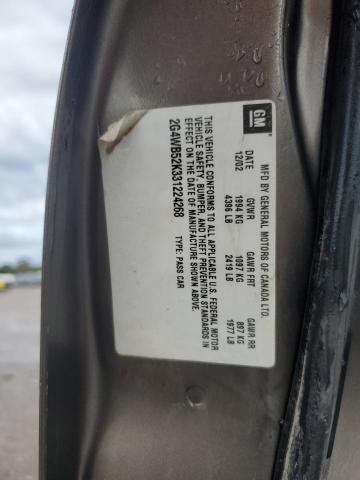 GM
MFD BY GENERAL MOTORS OF CANADA LTD.
DATE GVWR GAWR FRT GAWR RR
12/02 1994 KG 1097 KG 897 KG
4396 LB 2419 LB 1977 LB
THIS VEHICLE CONFORMS TO ALL APPLICABLE U.S. FEDERAL MOTOR
VEHICLE SAFETY, BUMPER, AND THEFT PREVENTION STANDARDS IN
EFFECT ON THE DATE OF MANUFACTURE SHOWN ABOVE.
2G4WB52K331224268 TYPE: PASS CAR